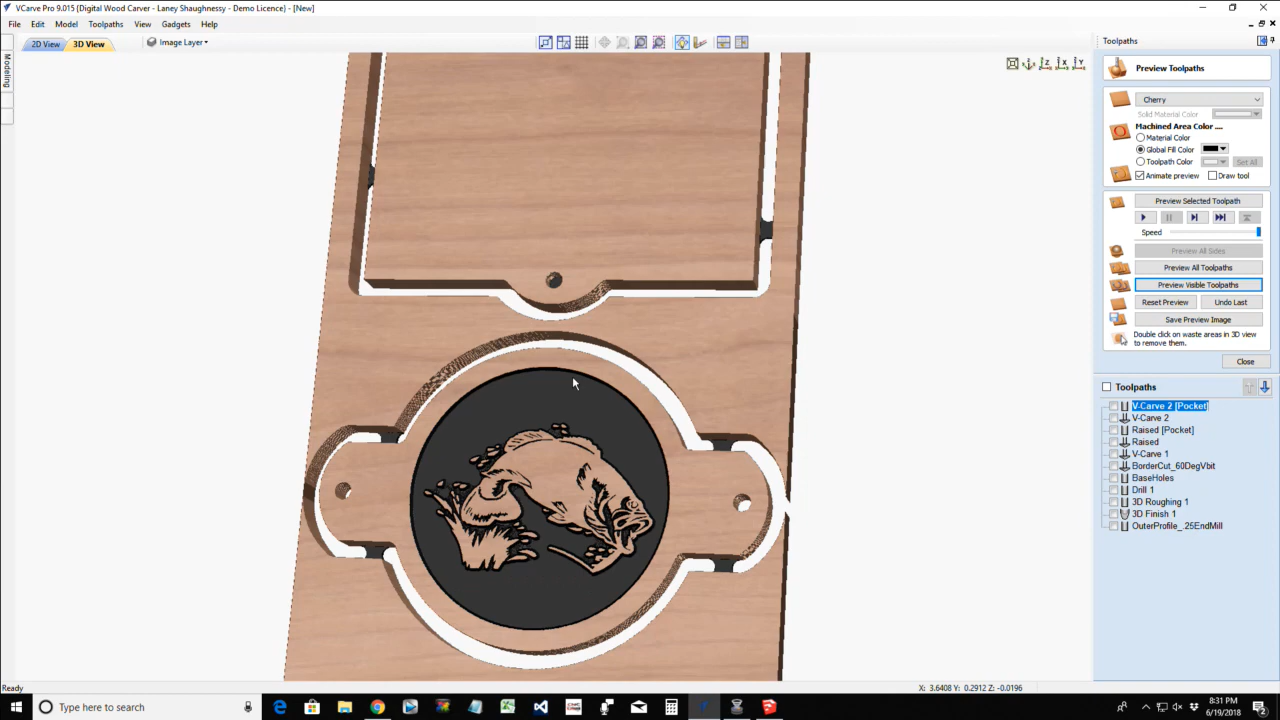 VCarve Pro 9.015 {Digital Wood Carver - Laney Shaughnessy - Demo Licence} - [New]
File Edit Model Toolpaths View Gadgets Help
2D View 3D View Image Layer
Modeling
Z X Y
Toolpaths
Preview Toolpaths
Cherry
Solid Material Color
Machined Area Color ....
Material Color
Global Fill Color
Toolpath Color Set All
Animate preview Draw tool
Preview Selected Toolpath
Speed
Preview All Sides
Preview All Toolpaths
Preview Visible Toolpaths
Reset Preview Undo Last
Save Preview Image
Double click on waste areas in 3D view
to remove them.
Close
Toolpaths
V-Carve 2 [Pocket]
V-Carve 2
Raised [Pocket]
Raised
V-Carve 1
BorderCut_60DegVbit
BaseHoles
Drill 1
3D Roughing 1
3D Finish 1
OuterProfile_.25EndMill
Ready
X: 3.6408 Y: 0.2912 Z: -0.0196
Type here to search
8:31 PM
6/19/2018
2